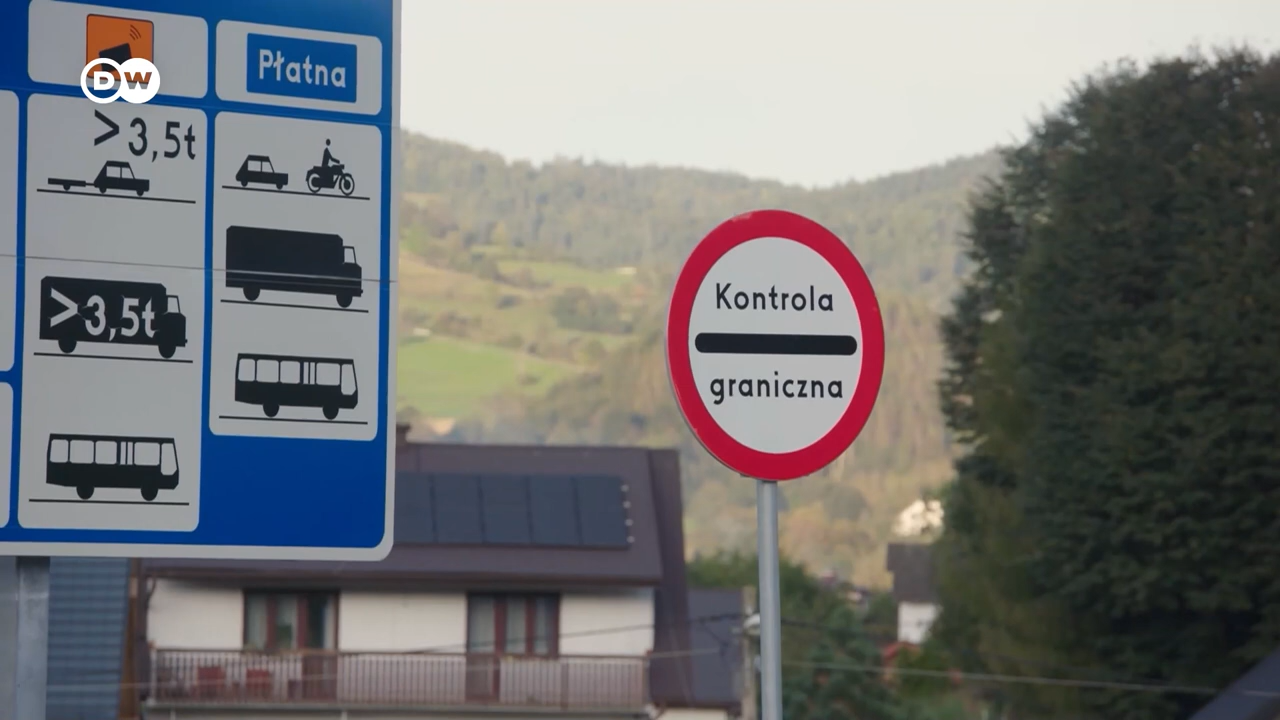 DW
Płatna
> 3,5t
> 3,5t
Kontrola
graniczna